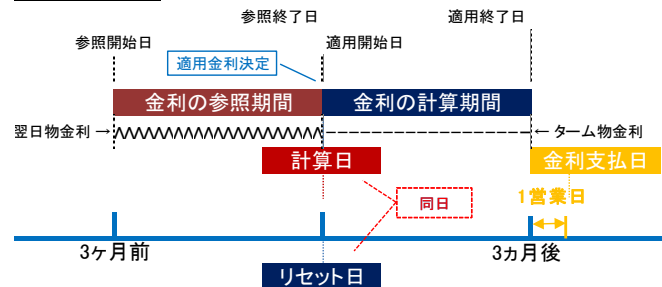 参照終了日
適用終了日
参照開始日
適用開始日
適用金利決定
金利の参照期間
金利の計算期間
翌日物金利→
←ターム物金利
計算日
金利支払日
1営業日
同日
3ヶ月前
3ヵ月後
リセット日